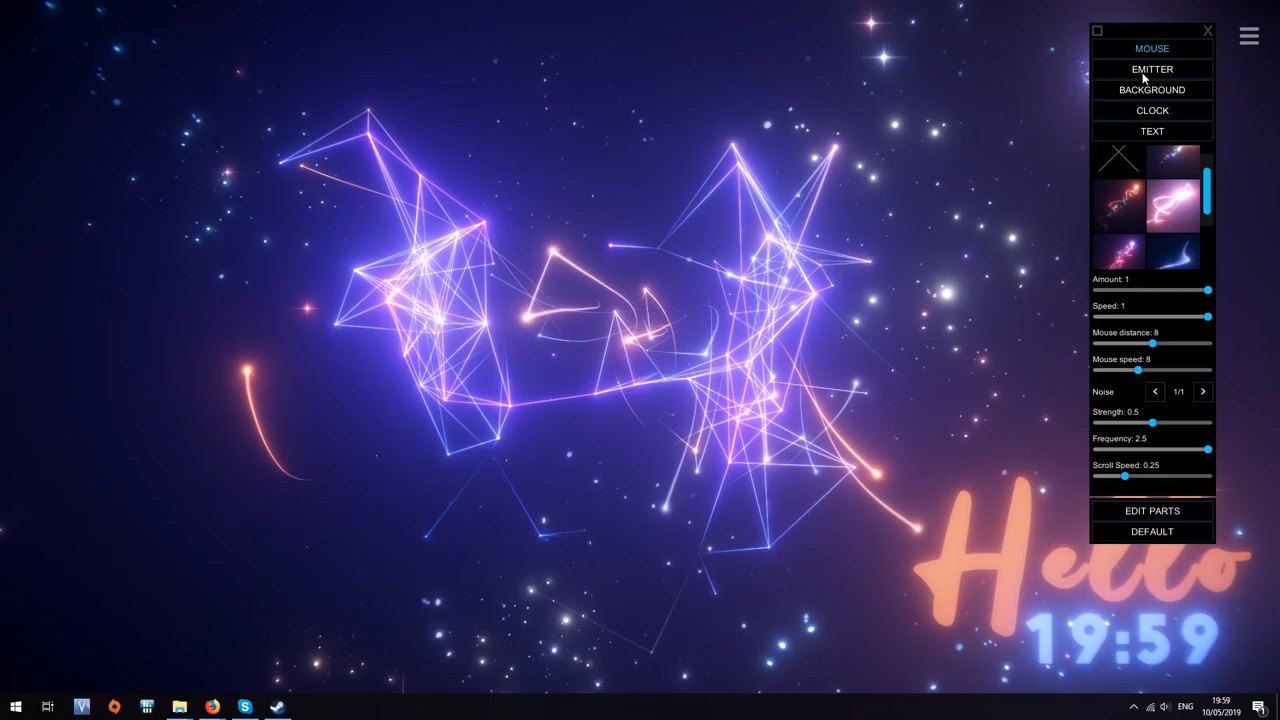 X
MOUSE
EMITTER
BACKGROUND
CLOCK
TEXT
Amount: 1
Speed: 1
Mouse distance: 8
Mouse speed: 8
Noise < 1/1 >
Strength: 0.5
Frequency: 2.5
Scroll Speed: 0.25
EDIT PARTS
DEFAULT
Hello
19:59
ENG
19:59
10/05/2019
1